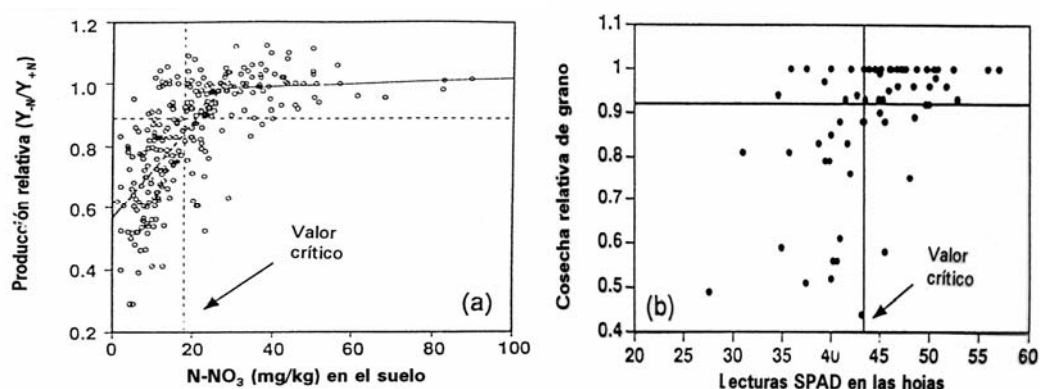 Producción relativa (Y-N/Y+N)
1.2
1.0
0.8
0.6
0.4
0.2
Valor
crítico
(a)
0 20 40 60 80 100
N-NO3 (mg/kg) en el suelo
Cosecha relativa de grano
1.1
1
0.9
0.8
0.7
0.6
0.5
0.4
Valor
crítico
(b)
20 25 30 35 40 45 50 55 60
Lecturas SPAD en las hojas